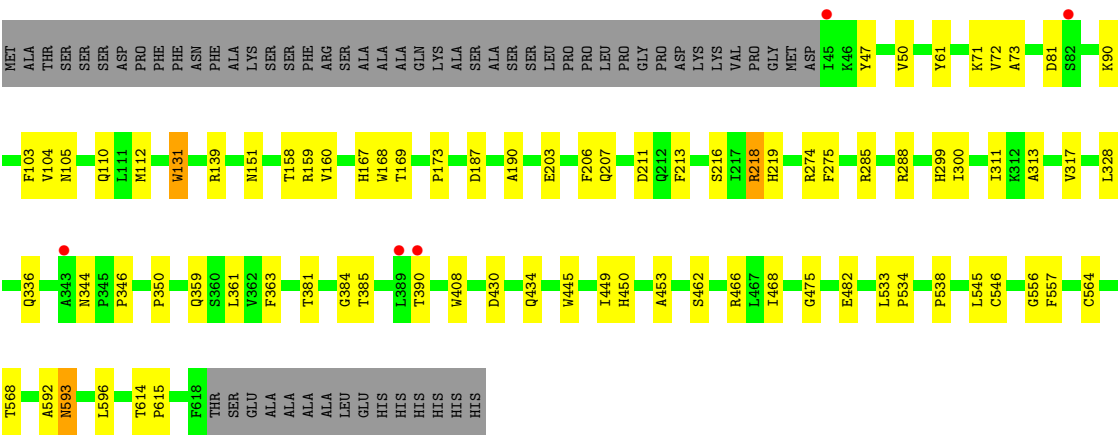 MET ALA THR SER SER SER ASP PRO PHE PHE ASN PHE ALA LYS SER SER PHE ARG SER ALA ALA ALA GLN LYS ALA SER ALA SER SER LEU PRO PRO LEU PRO PRO GLY PRO ASP LYS LYS VAL PRO GLY MET ASP I45 K46 Y47 V50 Y61 K71 V72 A73 D81 S82 K90
F103 V104 N105 Q110 L111 M112 W131 R139 N151 T158 R159 V160 H167 W168 T169 P173 D187 A190 E203 F206 Q207 D211 Q212 F213 S216 I217 R218 H219 R274 F275 R285 R288 H299 I300 I311 K312 A313 V317 L328
Q336 A343 N344 P345 P346 P350 Q359 S360 L361 V362 F363 T381 G384 T385 L389 T390 W408 D430 Q434 W445 I449 H450 A453 S462 R466 L467 I468 G475 E482 L533 P534 P538 L545 C546 G556 F557 C564
T568 A592 N593 L596 T614 P615 F618 THR SER GLU ALA ALA ALA ALA LEU GLU HIS HIS HIS HIS HIS HIS